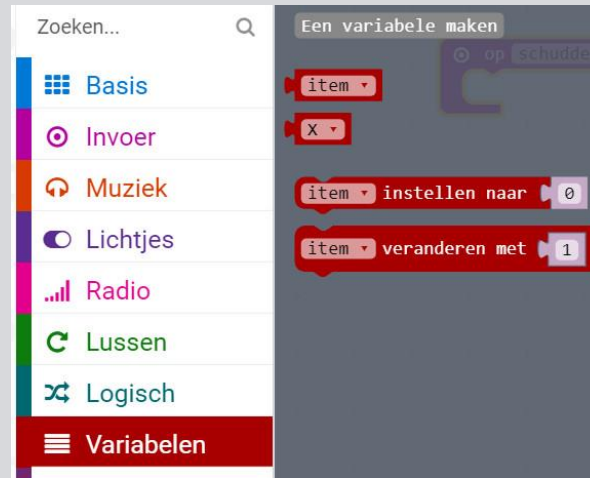 Zoeken...
Basis
Invoer
Muziek
Lichtjes
Radio
Lussen
Logisch
Variabelen
Een variabele maken
op schudde
item
X
item instellen naar 0
item veranderen met 1